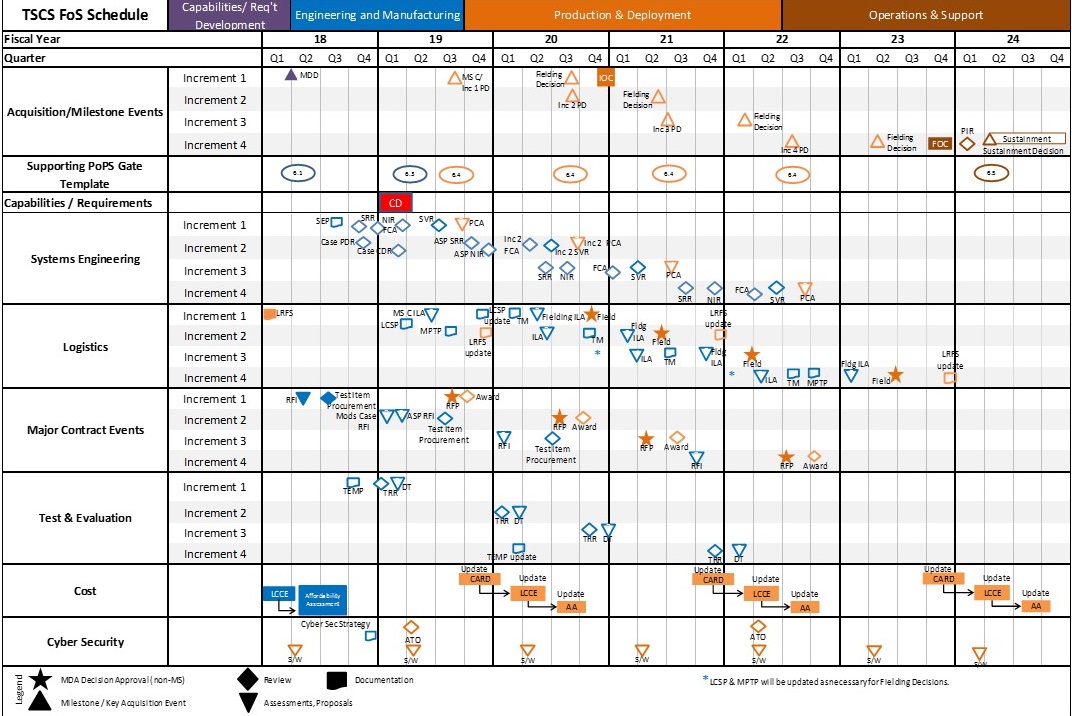 TSCS FoS Schedule
Capabilities/ Req't
Development
Engineering and Manufacturing
Production & Deployment
Operations & Support
Fiscal Year
18 19 20 21 22 23 24
Quarter
Q1 Q2 Q3 Q4 Q1 Q2 Q3 Q4 Q1 Q2 Q3 Q4 Q1 Q2 Q3 Q4 Q1 Q2 Q3 Q4 Q1 Q2 Q3 Q4 Q1 Q2 Q3 Q4
Acquisition/Milestone Events
Increment 1
MDD
MS C/
Inc 1 PD
Fielding
Decision
IOC
Increment 2
Inc 2 PD
Fielding
Decision
Increment 3
Inc 3 PD
Fielding
Decision
Increment 4
Inc 4 PD
Fielding
Decision
FOC
PIR
Sustainment
Sustainment Decision
Supporting PoPS Gate
Template
6.1 6.3 6.4 6.4 6.4 6.4 6.5
Capabilities / Requirements
CD
Systems Engineering
Increment 1
SEP
SRR
NIR
FCA
SVR
PCA
Increment 2
Case PDR
Case CDR
ASP SRR
ASP NIR
Inc 2
FCA
Inc 2 SVR
Inc 2 PCA
Increment 3
SRR
NIR
FCA
SVR
PCA
Increment 4
SRR
NIR
FCA
SVR
PCA
Logistics
Increment 1
LRFS
MS C ILA
LCSP
update
TM
Fielding ILA
Field
Increment 2
LCSP
MPTP
LRFS
update
ILA
TM
Fldg
ILA
Field
LRFS
update
Increment 3
*
ILA
TM
Fldg
ILA
Field
Increment 4
*
ILA
TM
MPTP
Fldg ILA
Field
LRFS
update
Major Contract Events
Increment 1
RFI
Test Item
Procurement
RFP
Award
Increment 2
Mods Case
RFI
ASP RFI
Test Item
Procurement
RFP
Award
Increment 3
RFI
Test Item
Procurement
RFP
Award
Increment 4
RFI
RFP
Award
Test & Evaluation
Increment 1
TEMP
TRR
DT
Increment 2
TRR
DT
Increment 3
TRR
DT
Increment 4
TEMP update
TRR
DT
Cost
LCCE
Affordability
Assessment
Update
CARD
Update
LCCE
Update
AA
Update
CARD
Update
LCCE
Update
AA
Update
CARD
Update
LCCE
Update
AA
Cyber Security
Cyber Sec Strategy
ATO
ATO
S/W S/W S/W S/W S/W S/W S/W
Legend
MDA Decision Approval (non-MS)
Review
Documentation
Milestone / Key Acquisition Event
Assessments, Proposals
*LCSP & MPTP will be updated as necessary for Fielding Decisions.